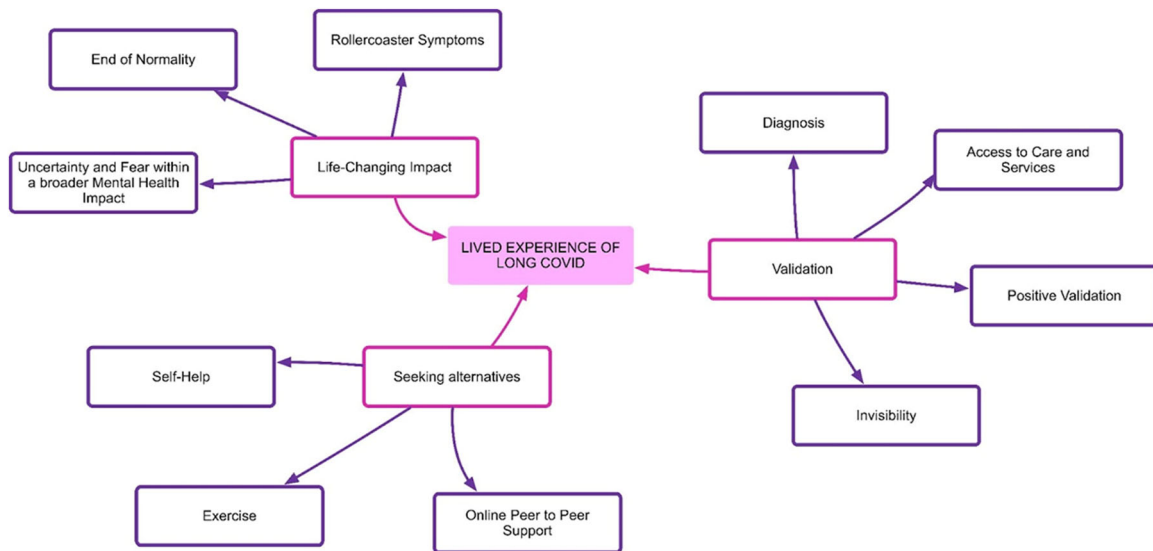 Rollercoaster Symptoms
End of Normality
Diagnosis
Access to Care and
Services
Life-Changing Impact
Uncertainty and Fear within
a broader Mental Health
Impact
LIVED EXPERIENCE OF
LONG COVID
Validation
Positive Validation
Self-Help
Seeking alternatives
Invisibility
Exercise
Online Peer to Peer
Support